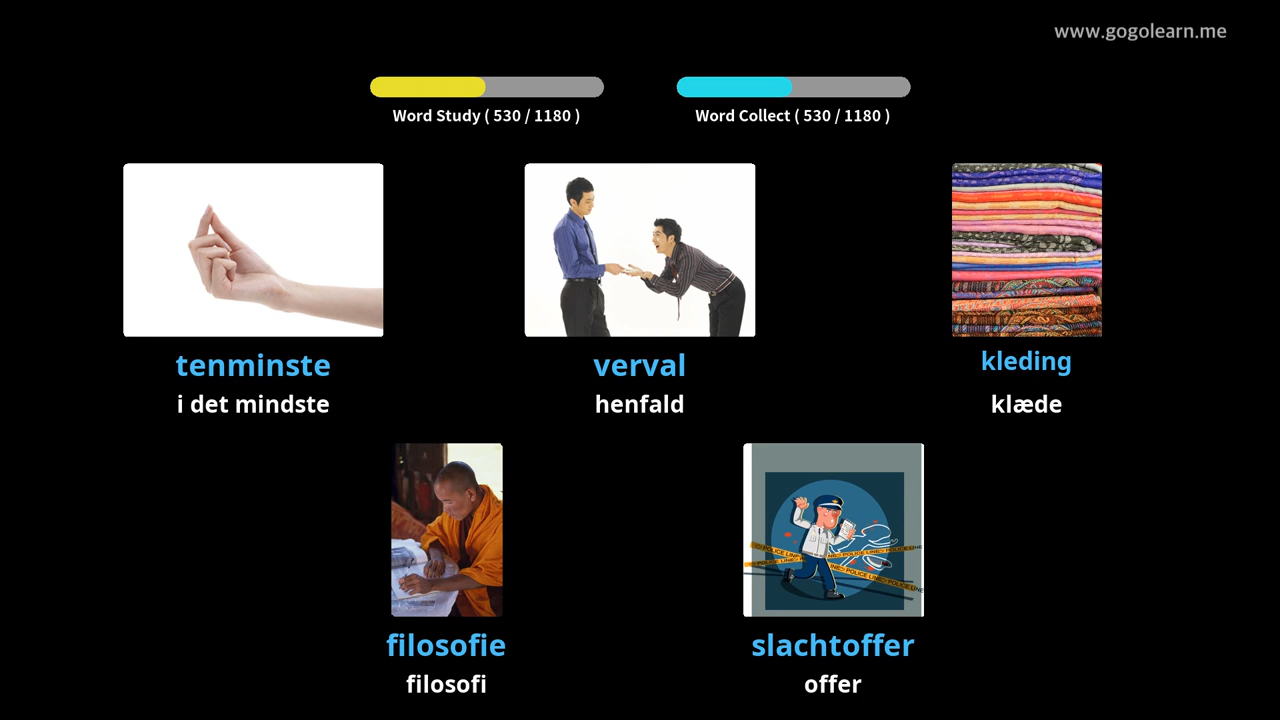 www.gogolearn.me
Word Study ( 530 / 1180 )
Word Collect ( 530 / 1180 )
tenminste
verval
kleding
i det mindste
henfald
klæde
filosofie
slachtoffer
filosofi
offer